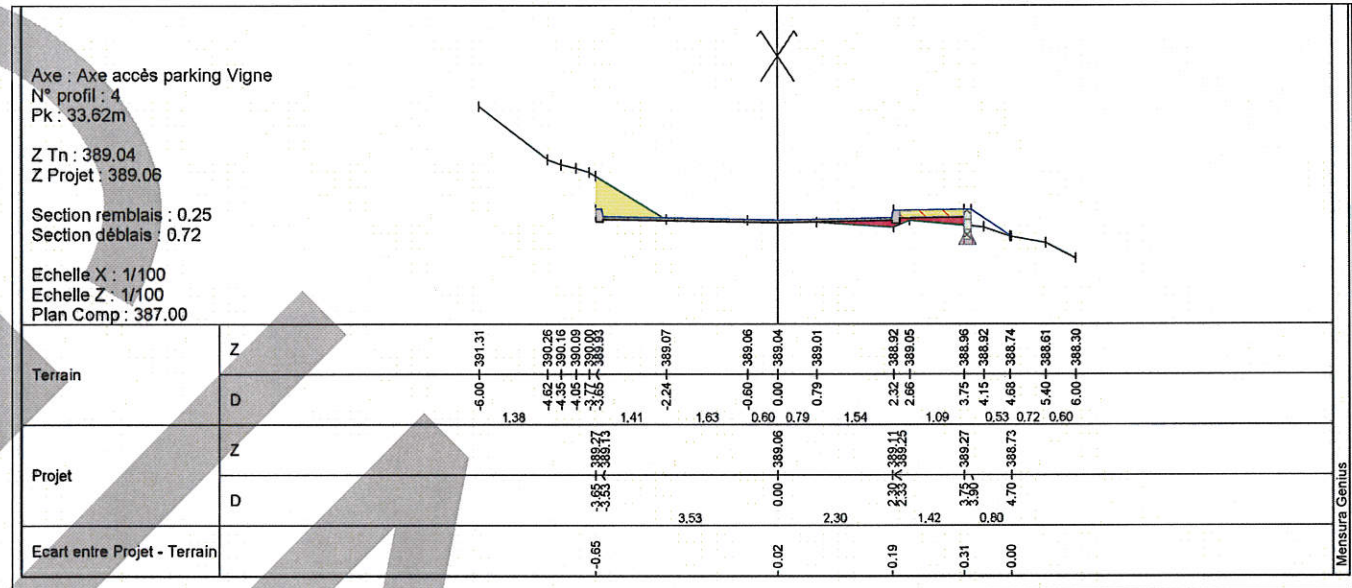 Axe : Axe accès parking Vigne
N° profil : 4
Pk : 33.62m
Z Tn : 389.04
Z Projet : 389.06
Section remblais : 0.25
Section déblais : 0.72
Echelle X : 1/100
Echelle Z : 1/100
Plan Comp : 387.00
Terrain
Z
391.31 390.26 390.16 390.09 390.00 389.93 389.07 389.06 389.04 389.01 388.92 389.05 388.96 388.92 388.74 388.61 388.30
D
-6.00 -4.62 -4.35 -4.05 -3.77 -3.65 -2.24 -0.60 0.00 0.79 2.32 2.66 3.75 4.15 4.68 5.40 6.00
1,38 1,41 1,63 0,60 0,79 1,54 1,09 0,53 0,72 0,60
Projet
Z
389.27 389.13 389.06 389.11 389.25 389.27 388.73
D
-3.65 -3.53 0.00 2.30 2.33 3.75 3.90 4.70
3,53 2,30 1,42 0,80
Ecart entre Projet - Terrain
-0.65 0.02 0.19 0.31 0.00
Mensura Genius